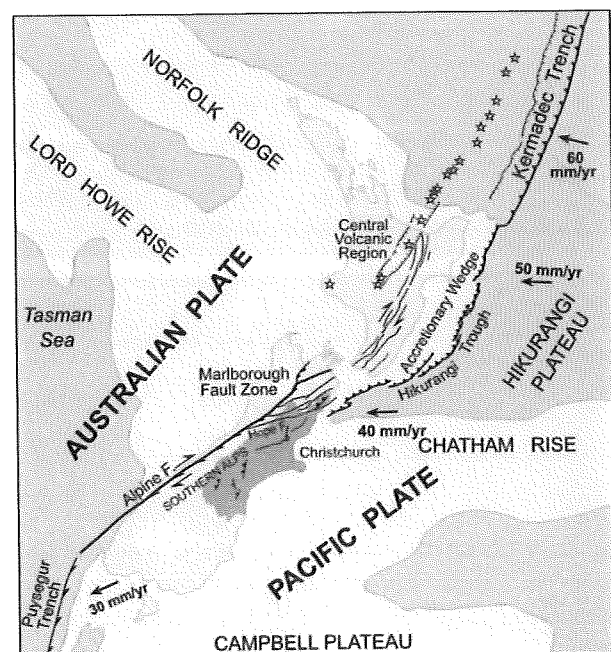 NORFOLK RIDGE
LORD HOWE RISE
Kermadec Trench
60
mm/yr
Central
Volcanic
Region
50 mm/yr
Accretionary Wedge
HIKURANGI
PLATEAU
Tasman
Sea
AUSTRALIAN PLATE
Hikurangi Trough
Marlborough
Fault Zone
40 mm/yr
Hope F.
Christchurch
CHATHAM RISE
Alpine F.
SOUTHERN ALPS
PACIFIC PLATE
Puysegur
Trench
30 mm/yr
CAMPBELL PLATEAU